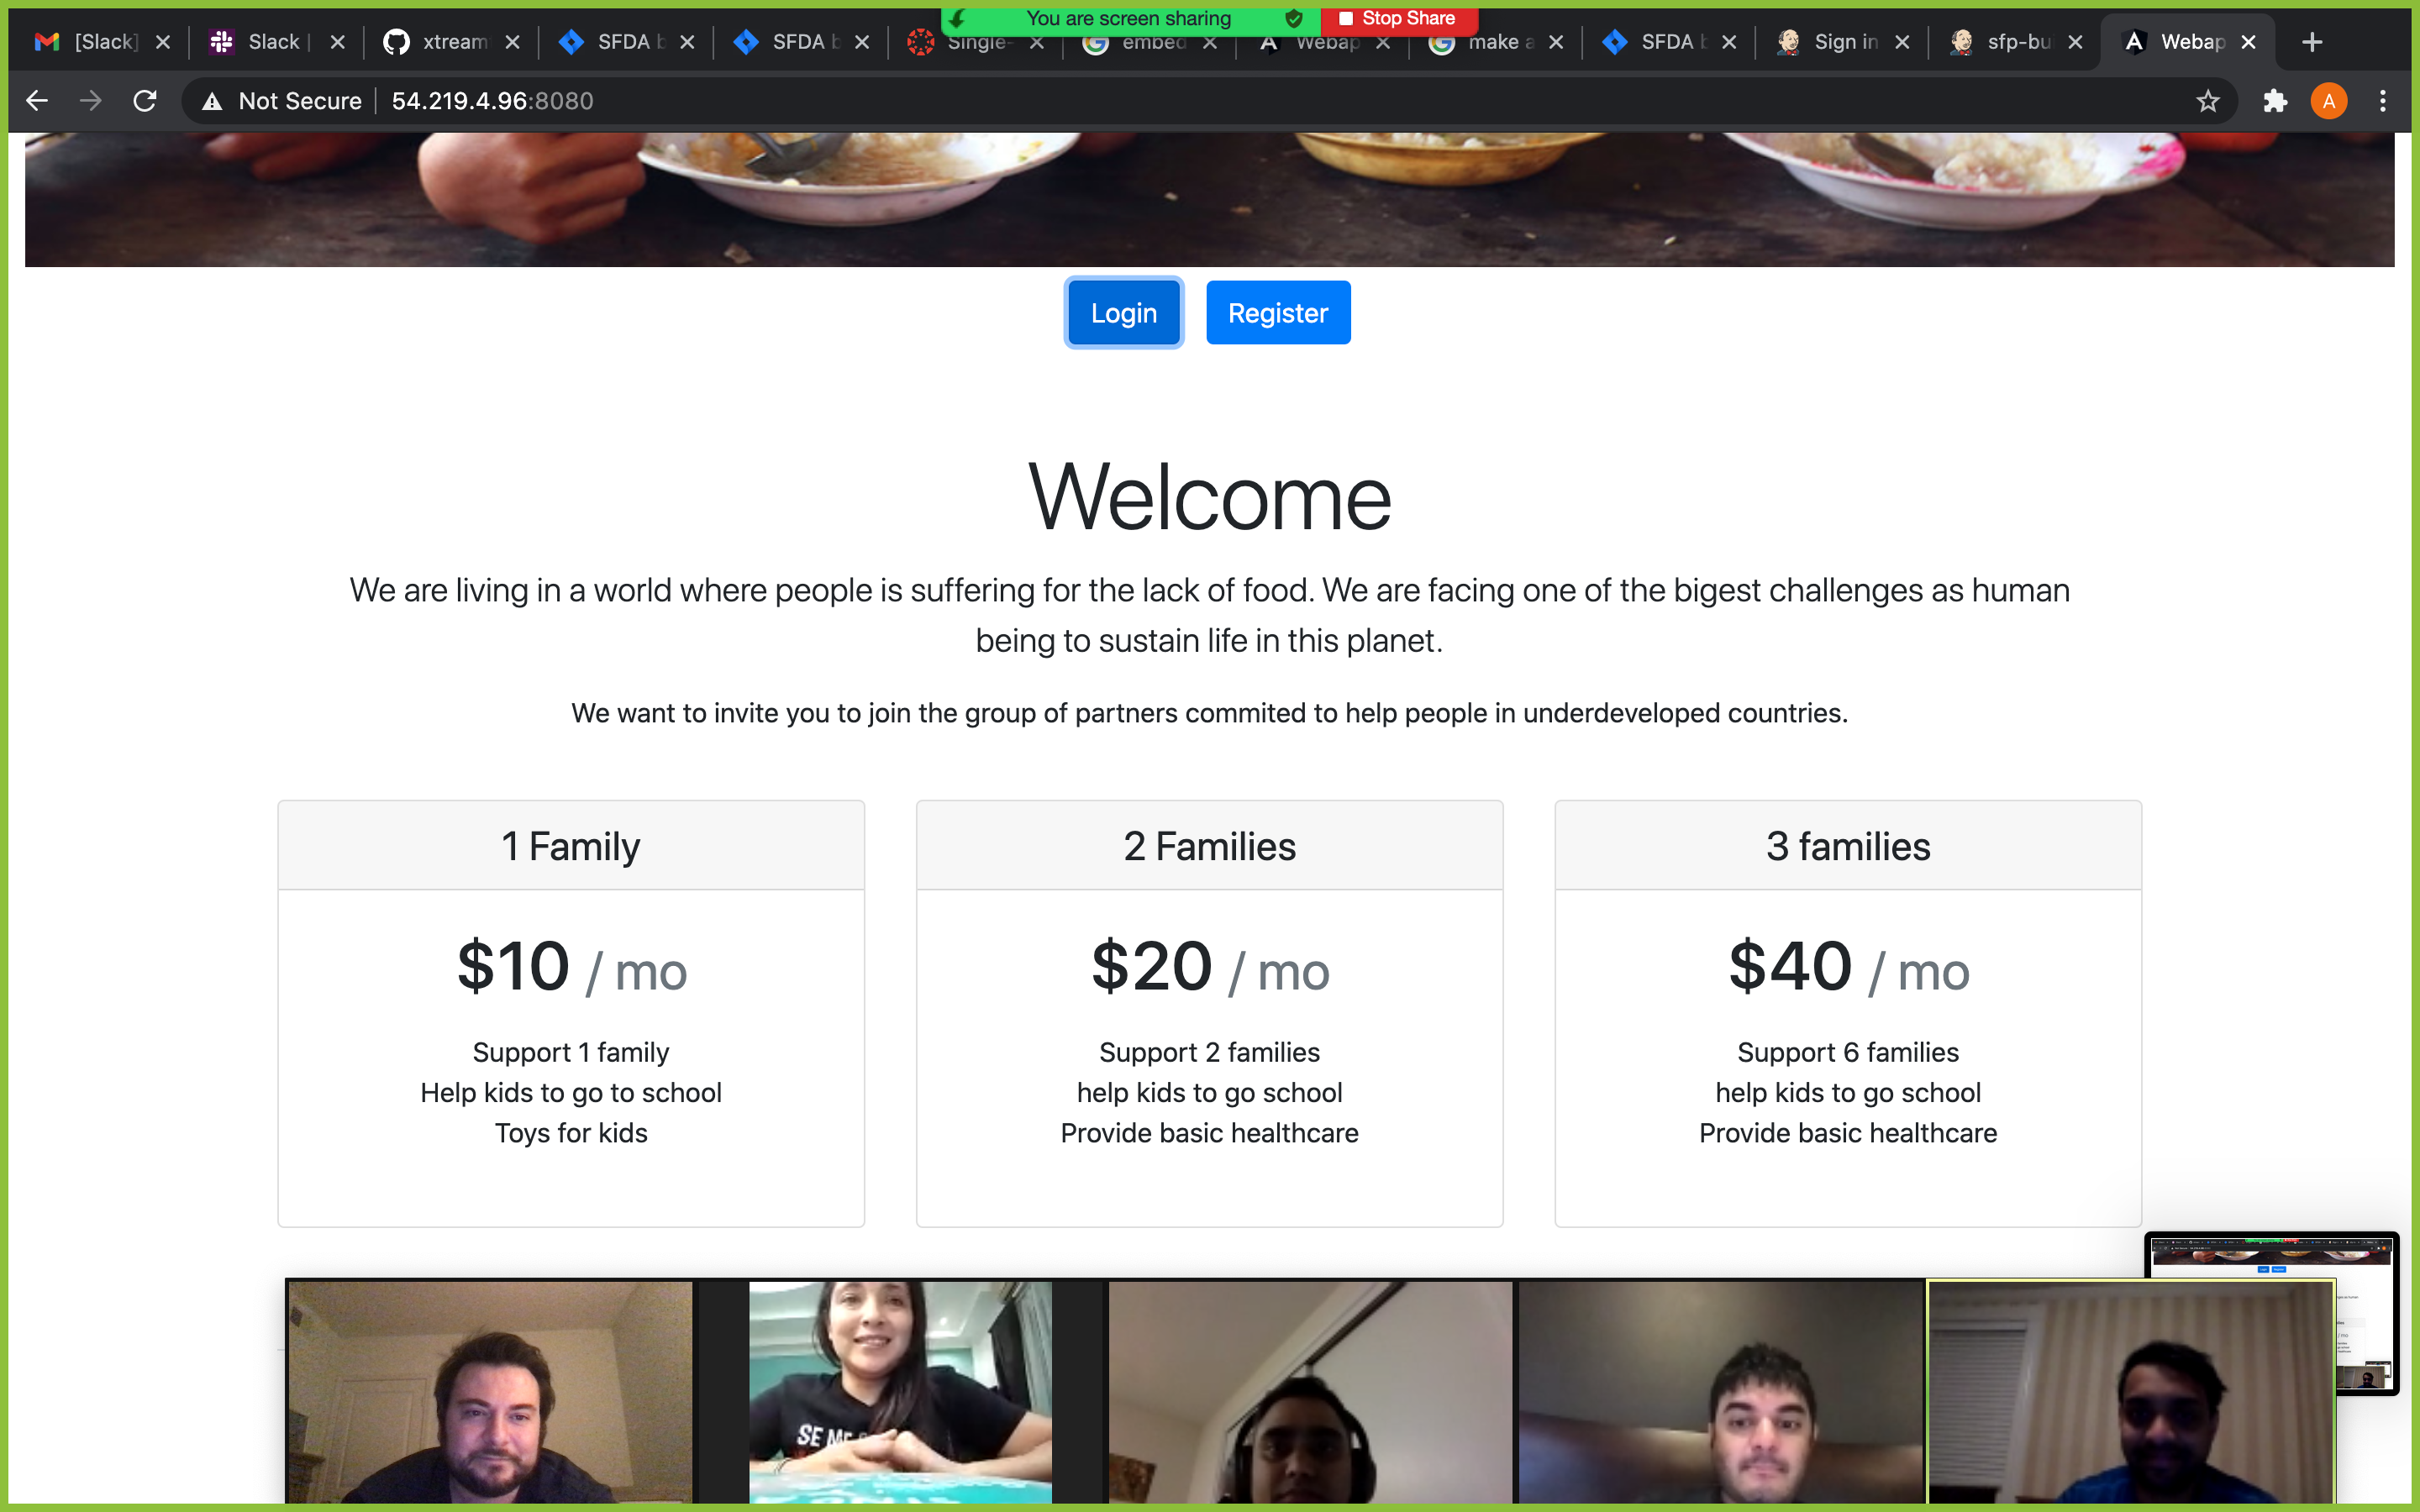 You are screen sharing Stop Share
[Slack] Slack xtream SFDA b SFDA b Single- embed Webap make a SFDA Sign in sfp-bu Webap
Not Secure 54.219.4.96:8080 A
Login Register
Welcome
We are living in a world where people is suffering for the lack of food. We are facing one of the bigest challenges as human
being to sustain life in this planet.
We want to invite you to join the group of partners commited to help people in underdeveloped countries.
1 Family
$10 / mo
Support 1 family
Help kids to go to school
Toys for kids
2 Families
$20 / mo
Support 2 families
help kids to go school
Provide basic healthcare
3 families
$40 / mo
Support 6 families
help kids to go school
Provide basic healthcare
SE ME